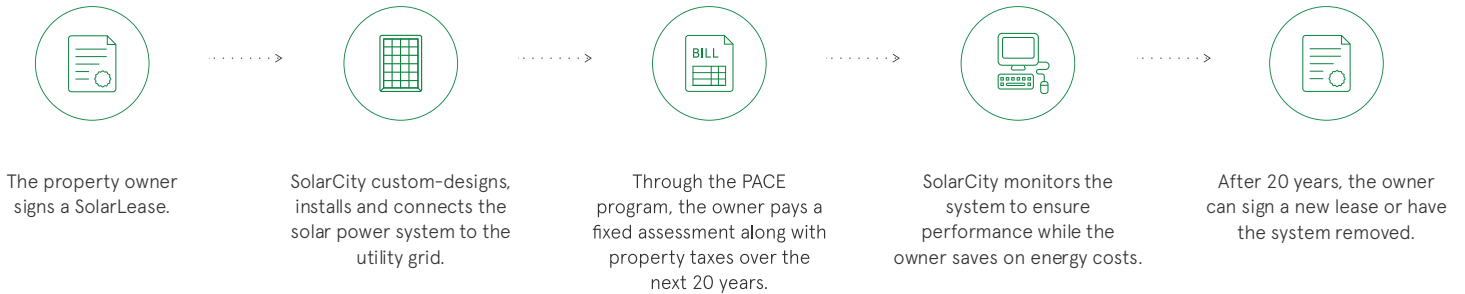 BILL
The property owner
signs a SolarLease.
SolarCity custom-designs,
installs and connects the
solar power system to the
utility grid.
Through the PACE
program, the owner pays a
fixed assessment along with
property taxes over the
next 20 years.
SolarCity monitors the
system to ensure
performance while the
owner saves on energy costs.
After 20 years, the owner
can sign a new lease or have
the system removed.